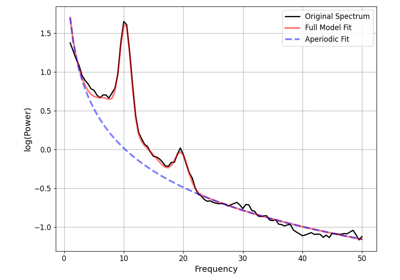 Original Spectrum
Full Model Fit
Aperiodic Fit
1.5
1.0
0.5
0.0
−0.5
−1.0
log(Power)
0 10 20 30 40 50
Frequency